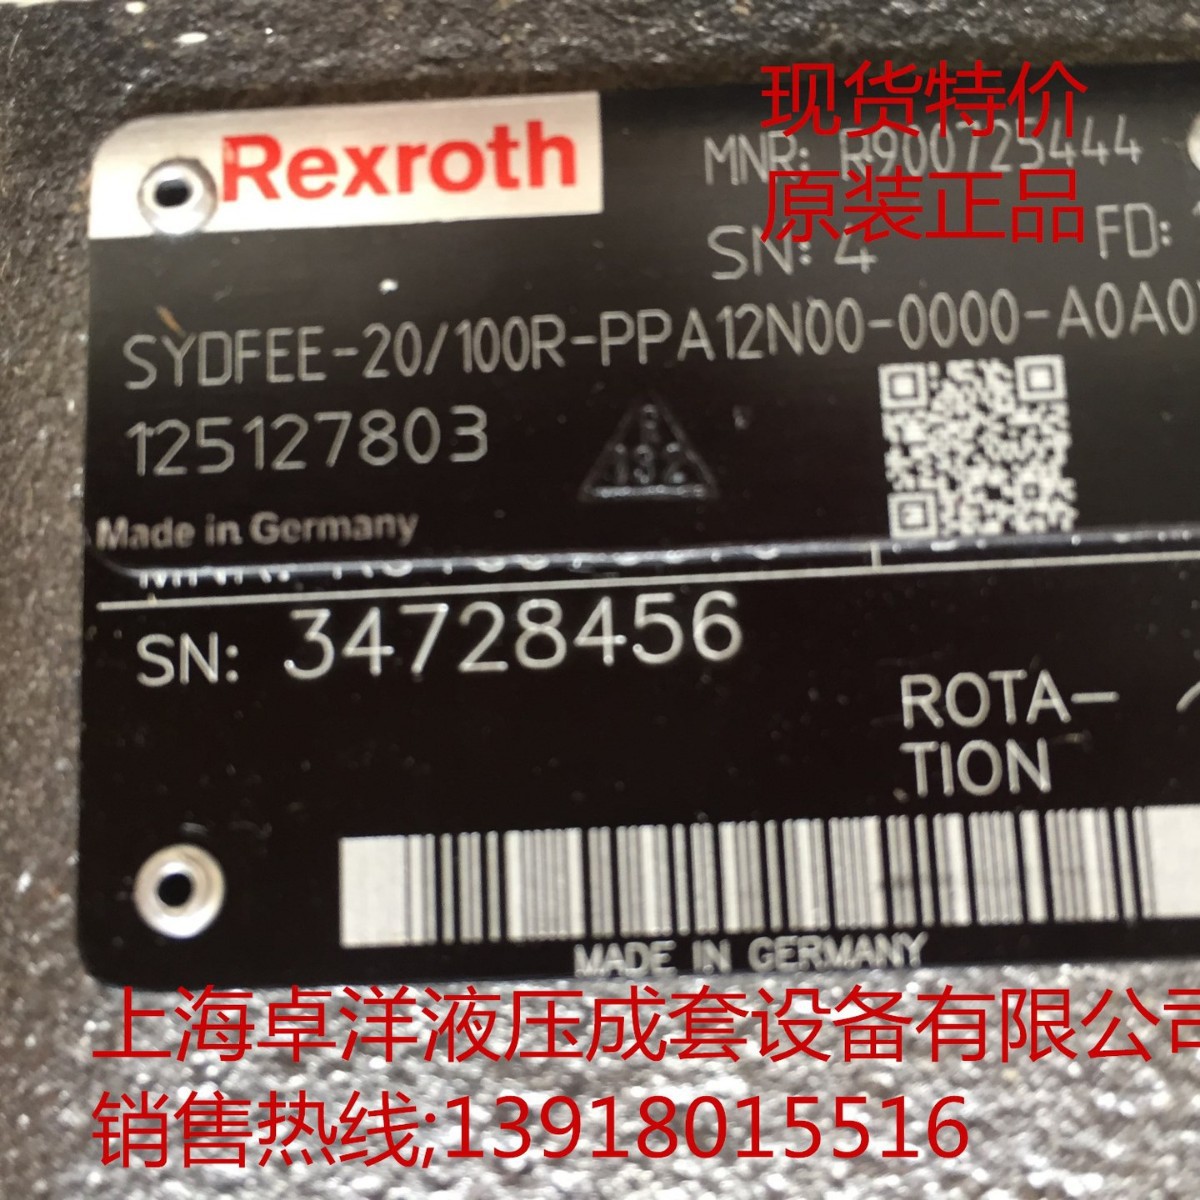 现货特价
Rexroth
MNR: R900725444
原装正品
SN: 4 FD:
SYDFEE-20/100R-PPA12N00-0000-A0A0
125127803
R
132
Made in Germany
SN: 34728456
ROTA-
TION
MADE IN GERMANY
上海卓洋液压成套设备有限公司
销售热线;13918015516